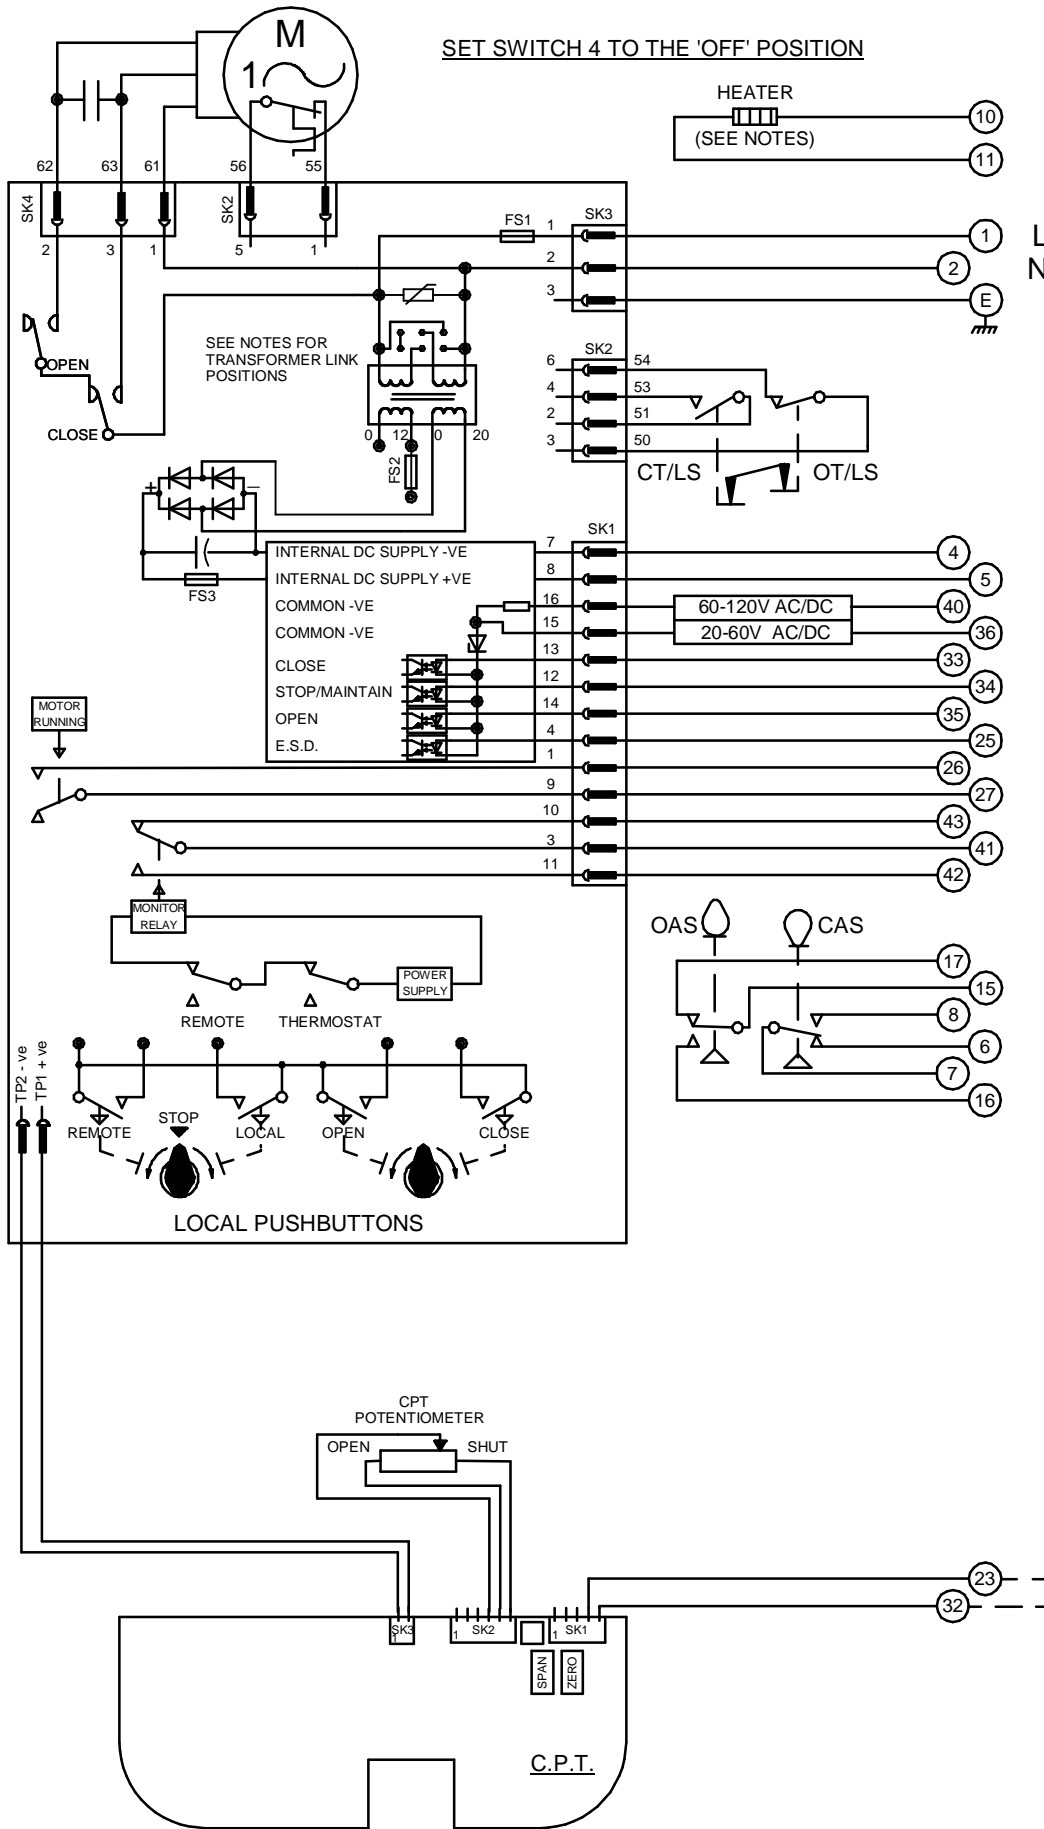 M
1
SET SWITCH 4 TO THE 'OFF' POSITION
HEATER
(SEE NOTES)
10
11
62 63 61 56 55
SK4
SK2
2 3 1 5 1
FS1
SK3
1
2
3
1
2
E
L
N
OPEN
CLOSE
SEE NOTES FOR
TRANSFORMER LINK
POSITIONS
0 12 0 20
FS2
SK2
6 54
4 53
2 51
3 50
CT/LS OT/LS
+ –
FS3
SK1
INTERNAL DC SUPPLY -VE 7 4
INTERNAL DC SUPPLY +VE 8 5
COMMON -VE 16 60-120V AC/DC 40
COMMON -VE 15 20-60V AC/DC 36
CLOSE 13 33
STOP/MAINTAIN 12 34
OPEN 14 35
E.S.D. 4 25
1 26
9 27
10 43
3 41
11 42
MOTOR
RUNNING
MONITOR
RELAY
POWER
SUPPLY
REMOTE THERMOSTAT
OAS CAS
17
15
8
6
7
16
TP2 - ve
TP1 + ve
REMOTE STOP LOCAL OPEN CLOSE
LOCAL PUSHBUTTONS
CPT
POTENTIOMETER
OPEN SHUT
23
32
SK3
1
1 SK2
1 SK1
SPAN
ZERO
C.P.T.